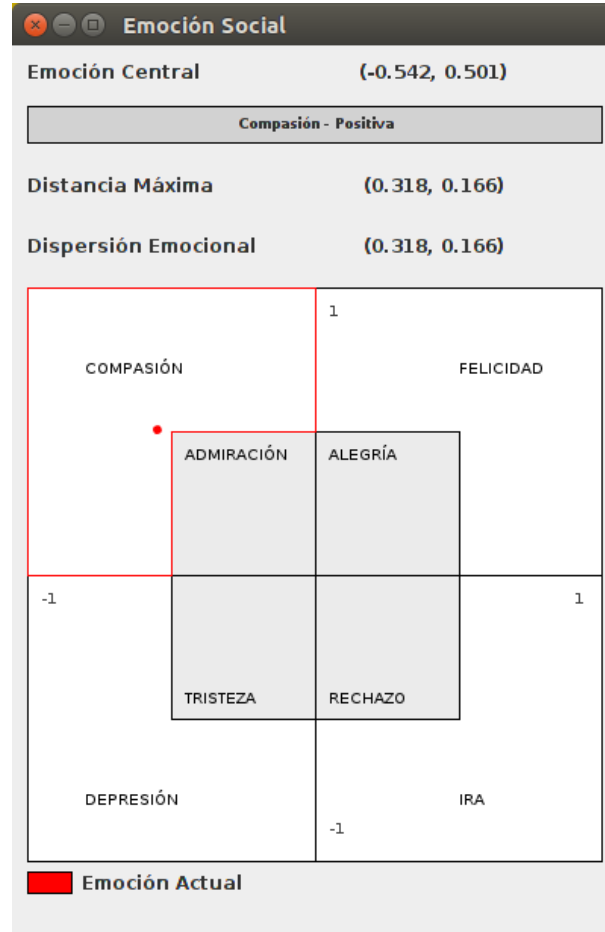 Emoción Social
Emoción Central (-0.542, 0.501)
Compasión - Positiva
Distancia Máxima (0.318, 0.166)
Dispersión Emocional (0.318, 0.166)
1
COMPASIÓN FELICIDAD
ADMIRACIÓN ALEGRÍA
-1 1
TRISTEZA RECHAZO
DEPRESIÓN IRA
-1
Emoción Actual